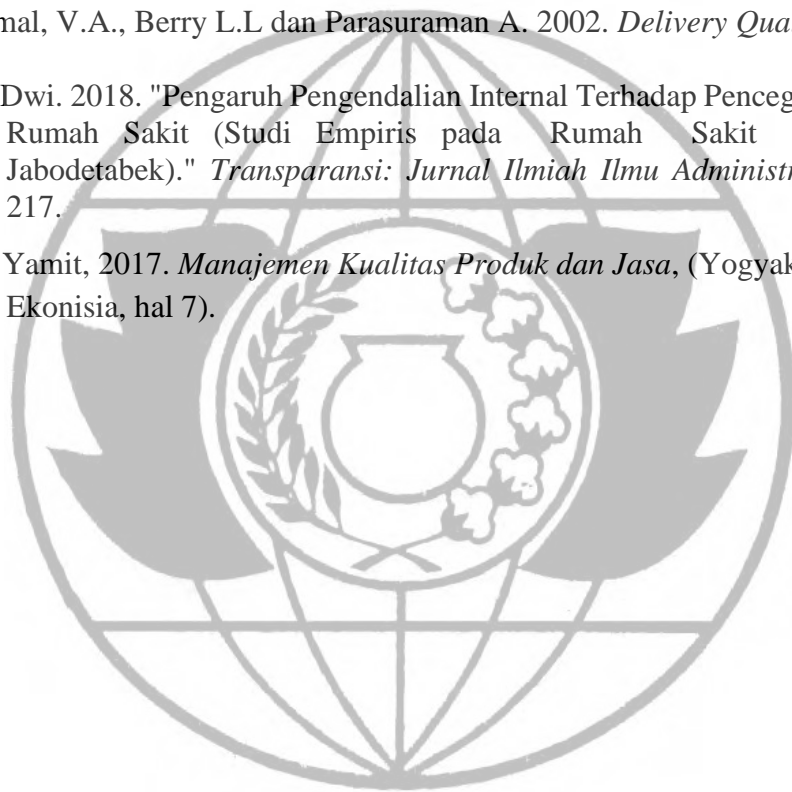 mal, V.A., Berry L.L dan Parasuraman A. 2002. Delivery Qua
Dwi. 2018. "Pengaruh Pengendalian Internal Terhadap Penceg
Rumah Sakit (Studi Empiris pada Rumah Sakit
Jabodetabek)." Transparansi: Jurnal Ilmiah Ilmu Administr
217.
Yamit, 2017. Manajemen Kualitas Produk dan Jasa, (Yogyak
Ekonisia, hal 7).